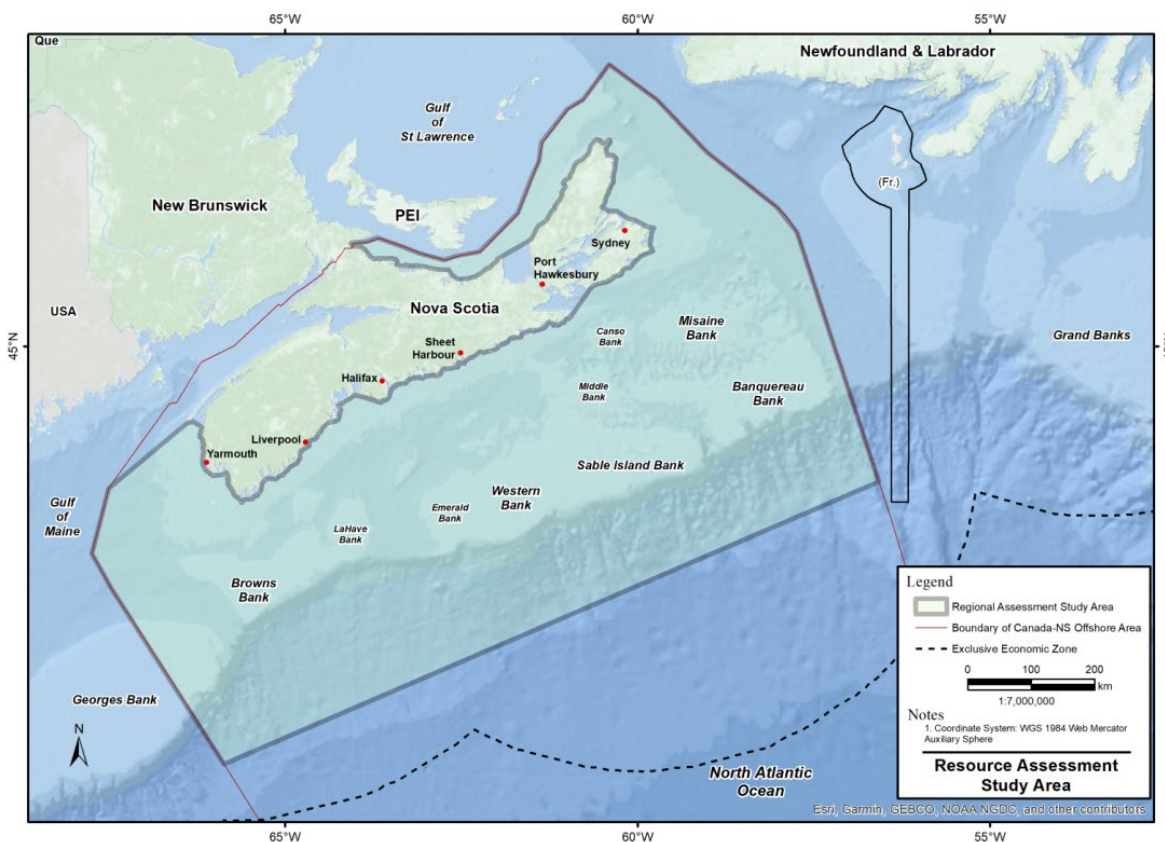 65°W
60°W
55°W
Que
Newfoundland & Labrador
Gulf
of
St Lawrence
(Fr.)
New Brunswick
PEI
Sydney
Port
Hawkesbury
USA
Nova Scotia
Misaine
Bank
Canso
Bank
Sheet
Harbour
Grand Banks
45°N
Halifax
Middle
Bank
Banquereau
Bank
Liverpool
Yarmouth
Sable Island Bank
Gulf
of
Maine
Western
Bank
Emerald
Bank
LaHave
Bank
Browns
Bank
Georges Bank
N
North Atlantic
Ocean
Legend
Regional Assessment Study Area
Boundary of Canada-NS Offshore Area
Exclusive Economic Zone
0 100 200
km
1:7,000,000
Notes
1. Coordinate System: WGS 1984 Web Mercator
Auxiliary Sphere
Resource Assessment
Study Area
Esri, Garmin, GEBCO, NOAA NGDC, and other contributors
65°W
60°W
55°W